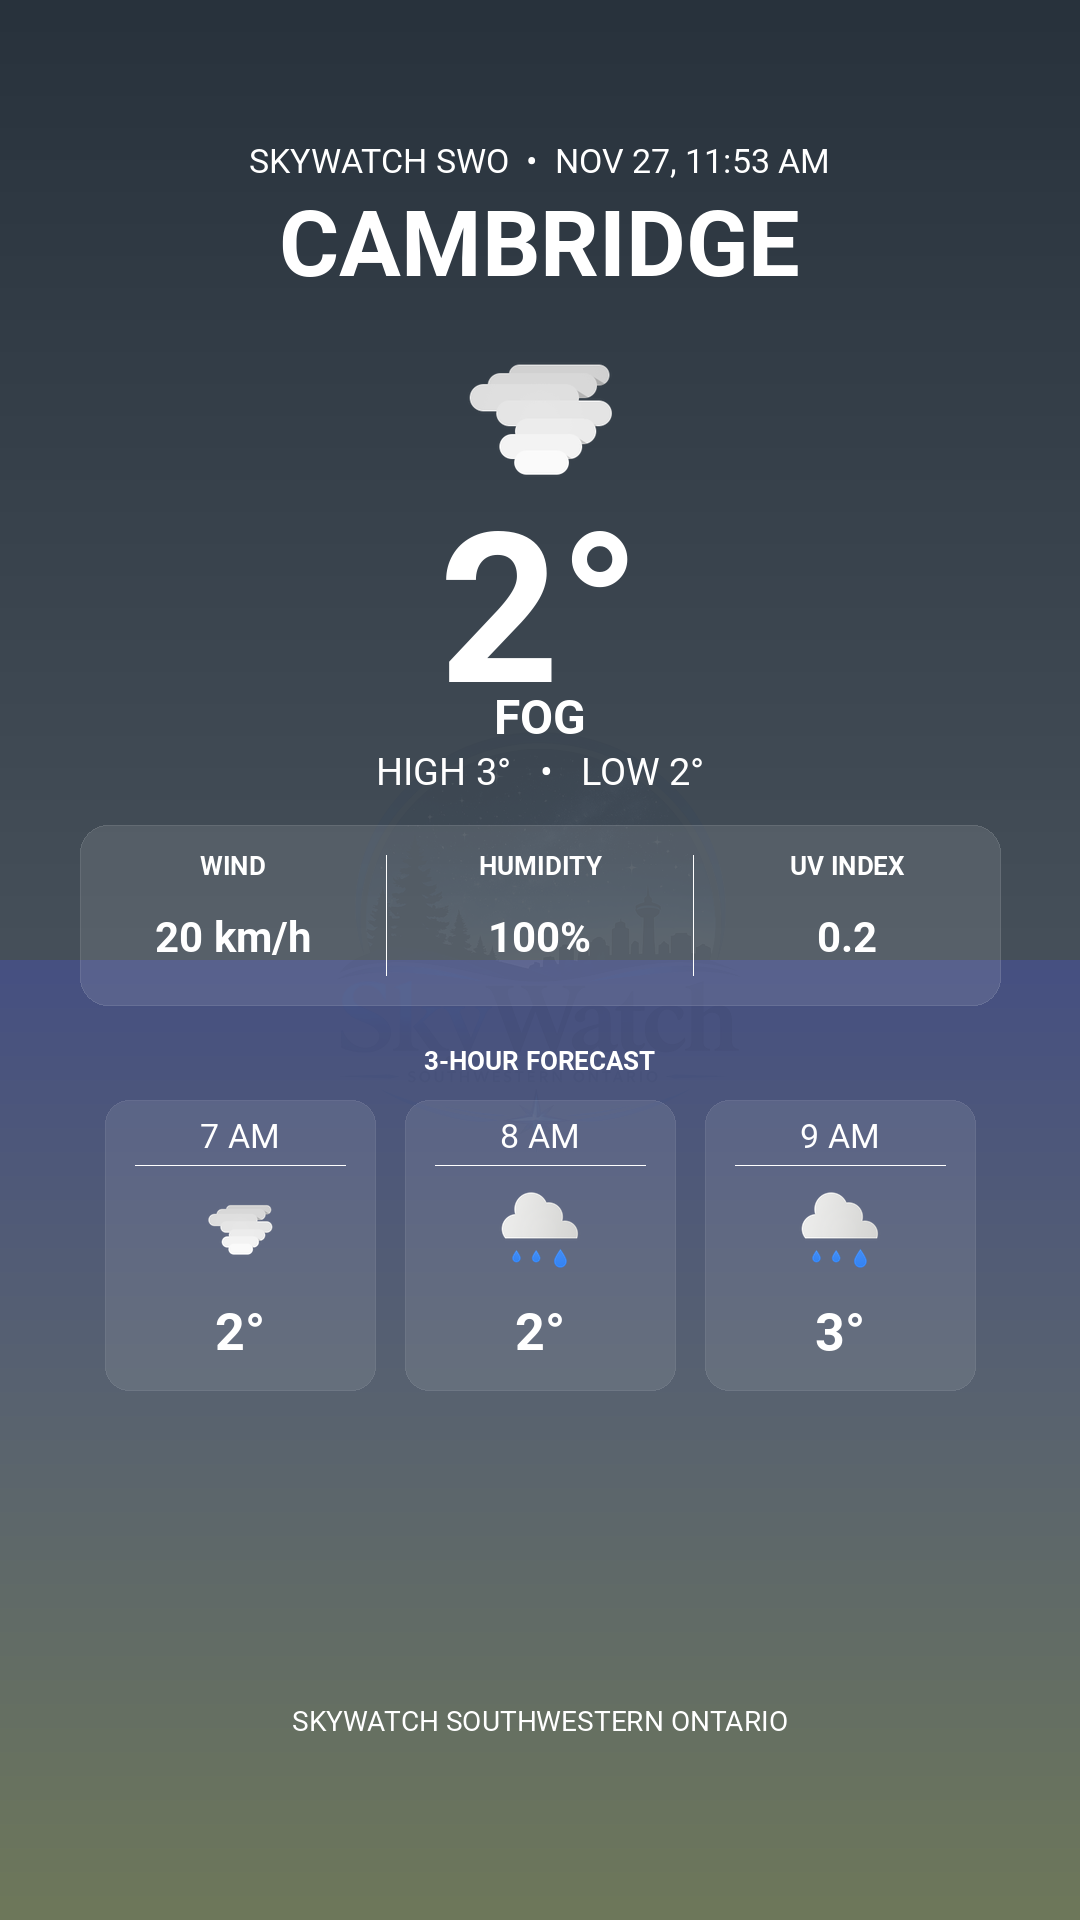 SKYWATCH SWO • NOV 27, 11:53 AM
CAMBRIDGE
2°
FOG
HIGH 3° • LOW 2°
WIND HUMIDITY UV INDEX
20 km/h 100% 0.2
SkyWatch
3-HOUR FORECAST
7 AM 8 AM 9 AM
2° 2° 3°
SKYWATCH SOUTHWESTERN ONTARIO